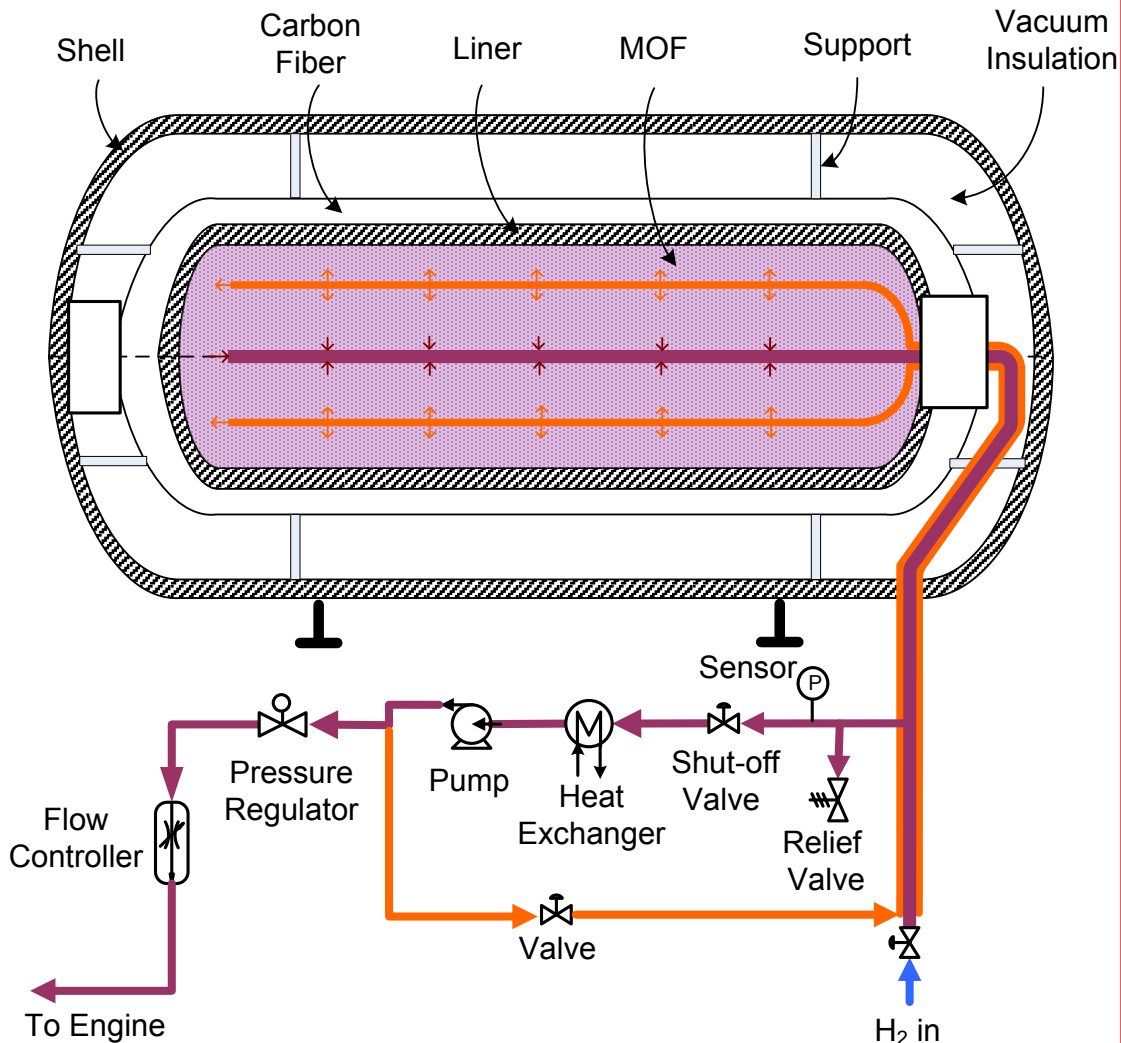 Shell
Carbon
Fiber
Liner
MOF
Support
Vacuum
Insulation
Sensor
P
Pressure
Regulator
Pump
Heat
Exchanger
Shut-off
Valve
Relief
Valve
Flow
Controller
Valve
To Engine
H₂ in